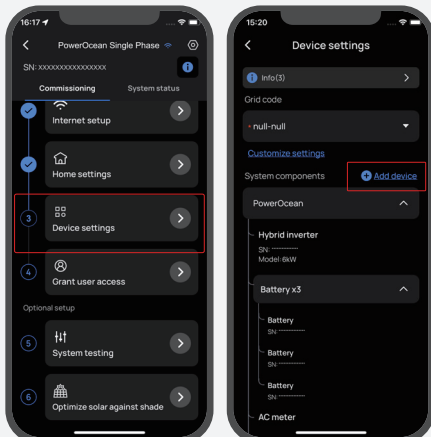 16:17
PowerOcean Single Phase
SN: xxxxxxxxxxxxxxxx
Commissioning
System status
Internet setup
Home settings
3
Device settings
4
Grant user access
Optional setup
5
System testing
6
Optimize solar against shade
15:20
Device settings
Info(3)
Grid code
* null-null
Customize settings
System components
Add device
PowerOcean
Hybrid inverter
SN:
Model: 6kW
Battery x3
Battery
SN:
Battery
SN:
Battery
SN:
AC meter